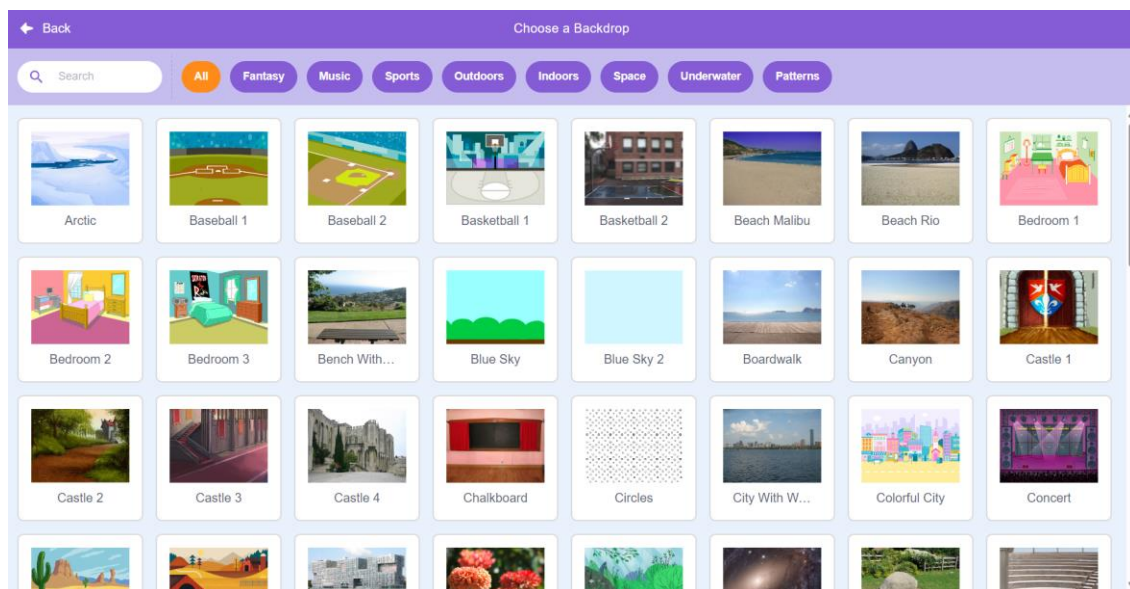 Back
Choose a Backdrop
Search
All
Fantasy
Music
Sports
Outdoors
Indoors
Space
Underwater
Patterns
Arctic
Baseball 1
Baseball 2
Basketball 1
Basketball 2
Beach Malibu
Beach Rio
Bedroom 1
Bedroom 2
Bedroom 3
Bench With...
Blue Sky
Blue Sky 2
Boardwalk
Canyon
Castle 1
Castle 2
Castle 3
Castle 4
Chalkboard
Circles
City With W...
Colorful City
Concert